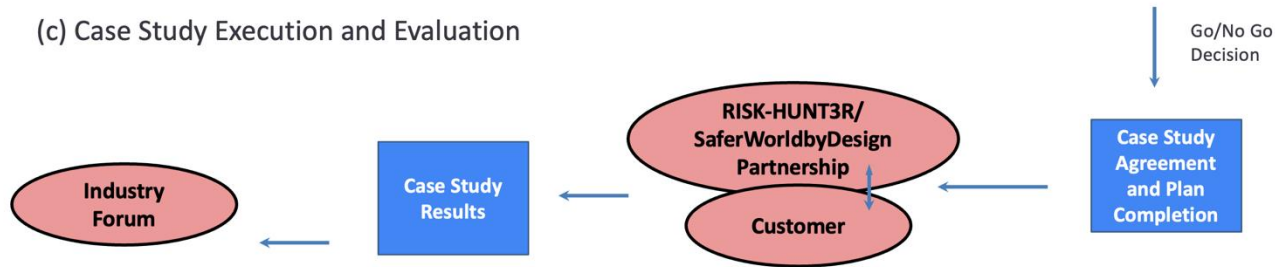 (c) Case Study Execution and Evaluation
Go/No Go
Decision
RISK-HUNT3R/
SaferWorldbyDesign
Partnership
Customer
Case Study
Agreement
and Plan
Completion
Case Study
Results
Industry
Forum